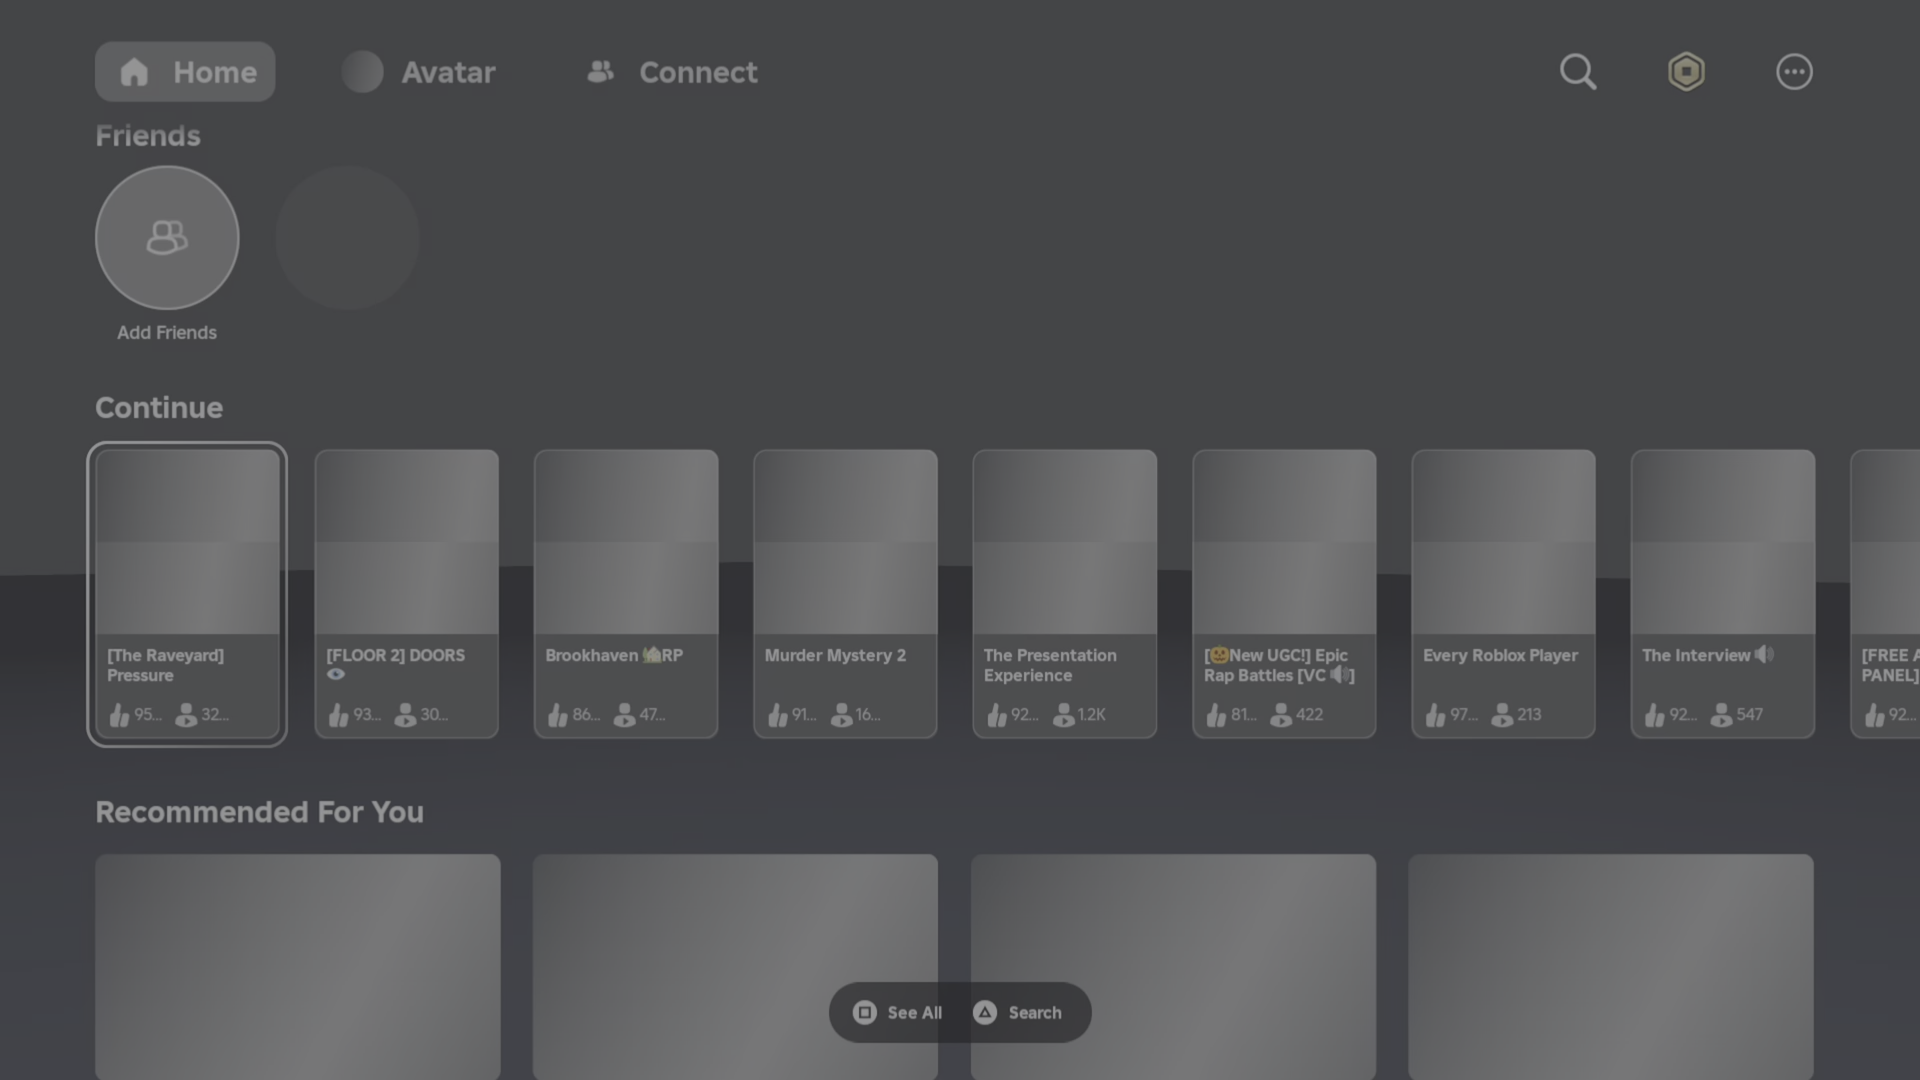 Home
Avatar
Connect
Friends
Add Friends
Continue
[The Raveyard]
Pressure
95...
32...
[FLOOR 2] DOORS
👁️
93...
30...
Brookhaven 🏡RP
86...
47...
Murder Mystery 2
91...
16...
The Presentation
Experience
92...
1.2K
[🎃New UGC!] Epic
Rap Battles [VC 🔊]
81...
422
Every Roblox Player
97...
213
The Interview 🔊
92...
547
[FREE A
PANEL]
92...
Recommended For You
See All
Search